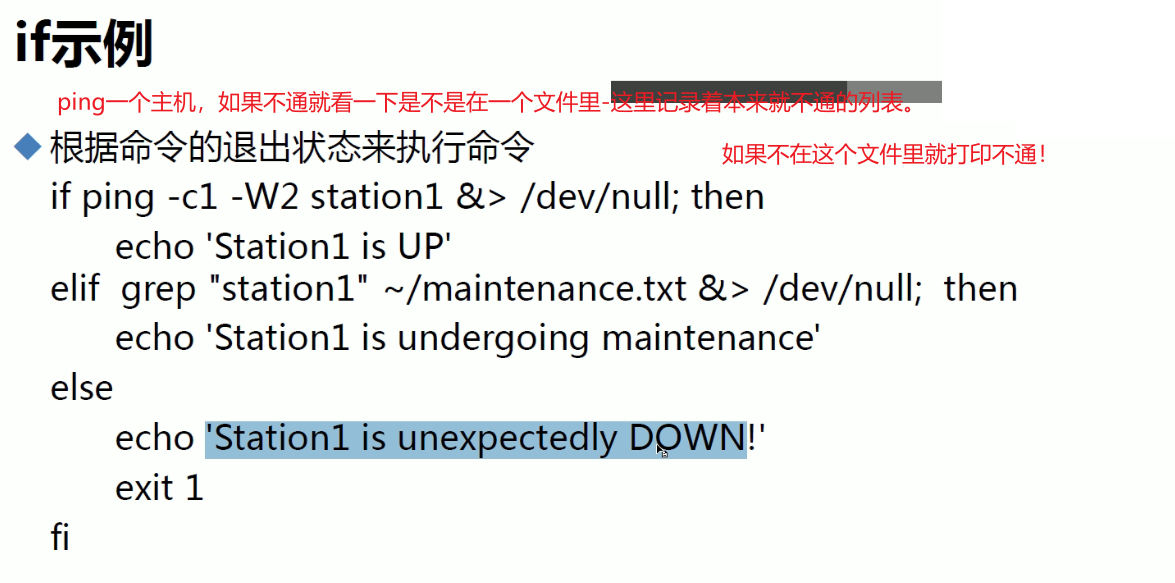 if示例
ping一个主机，如果不通就看一下是不是在一个文件里-这里记录着本来就不通的列表。
根据命令的退出状态来执行命令
如果不在这个文件里就打印不通！
if ping -c1 -W2 station1 &> /dev/null; then
echo 'Station1 is UP'
elif grep "station1" ~/maintenance.txt &> /dev/null; then
echo 'Station1 is undergoing maintenance'
else
echo 'Station1 is unexpectedly DOWN!'
exit 1
fi